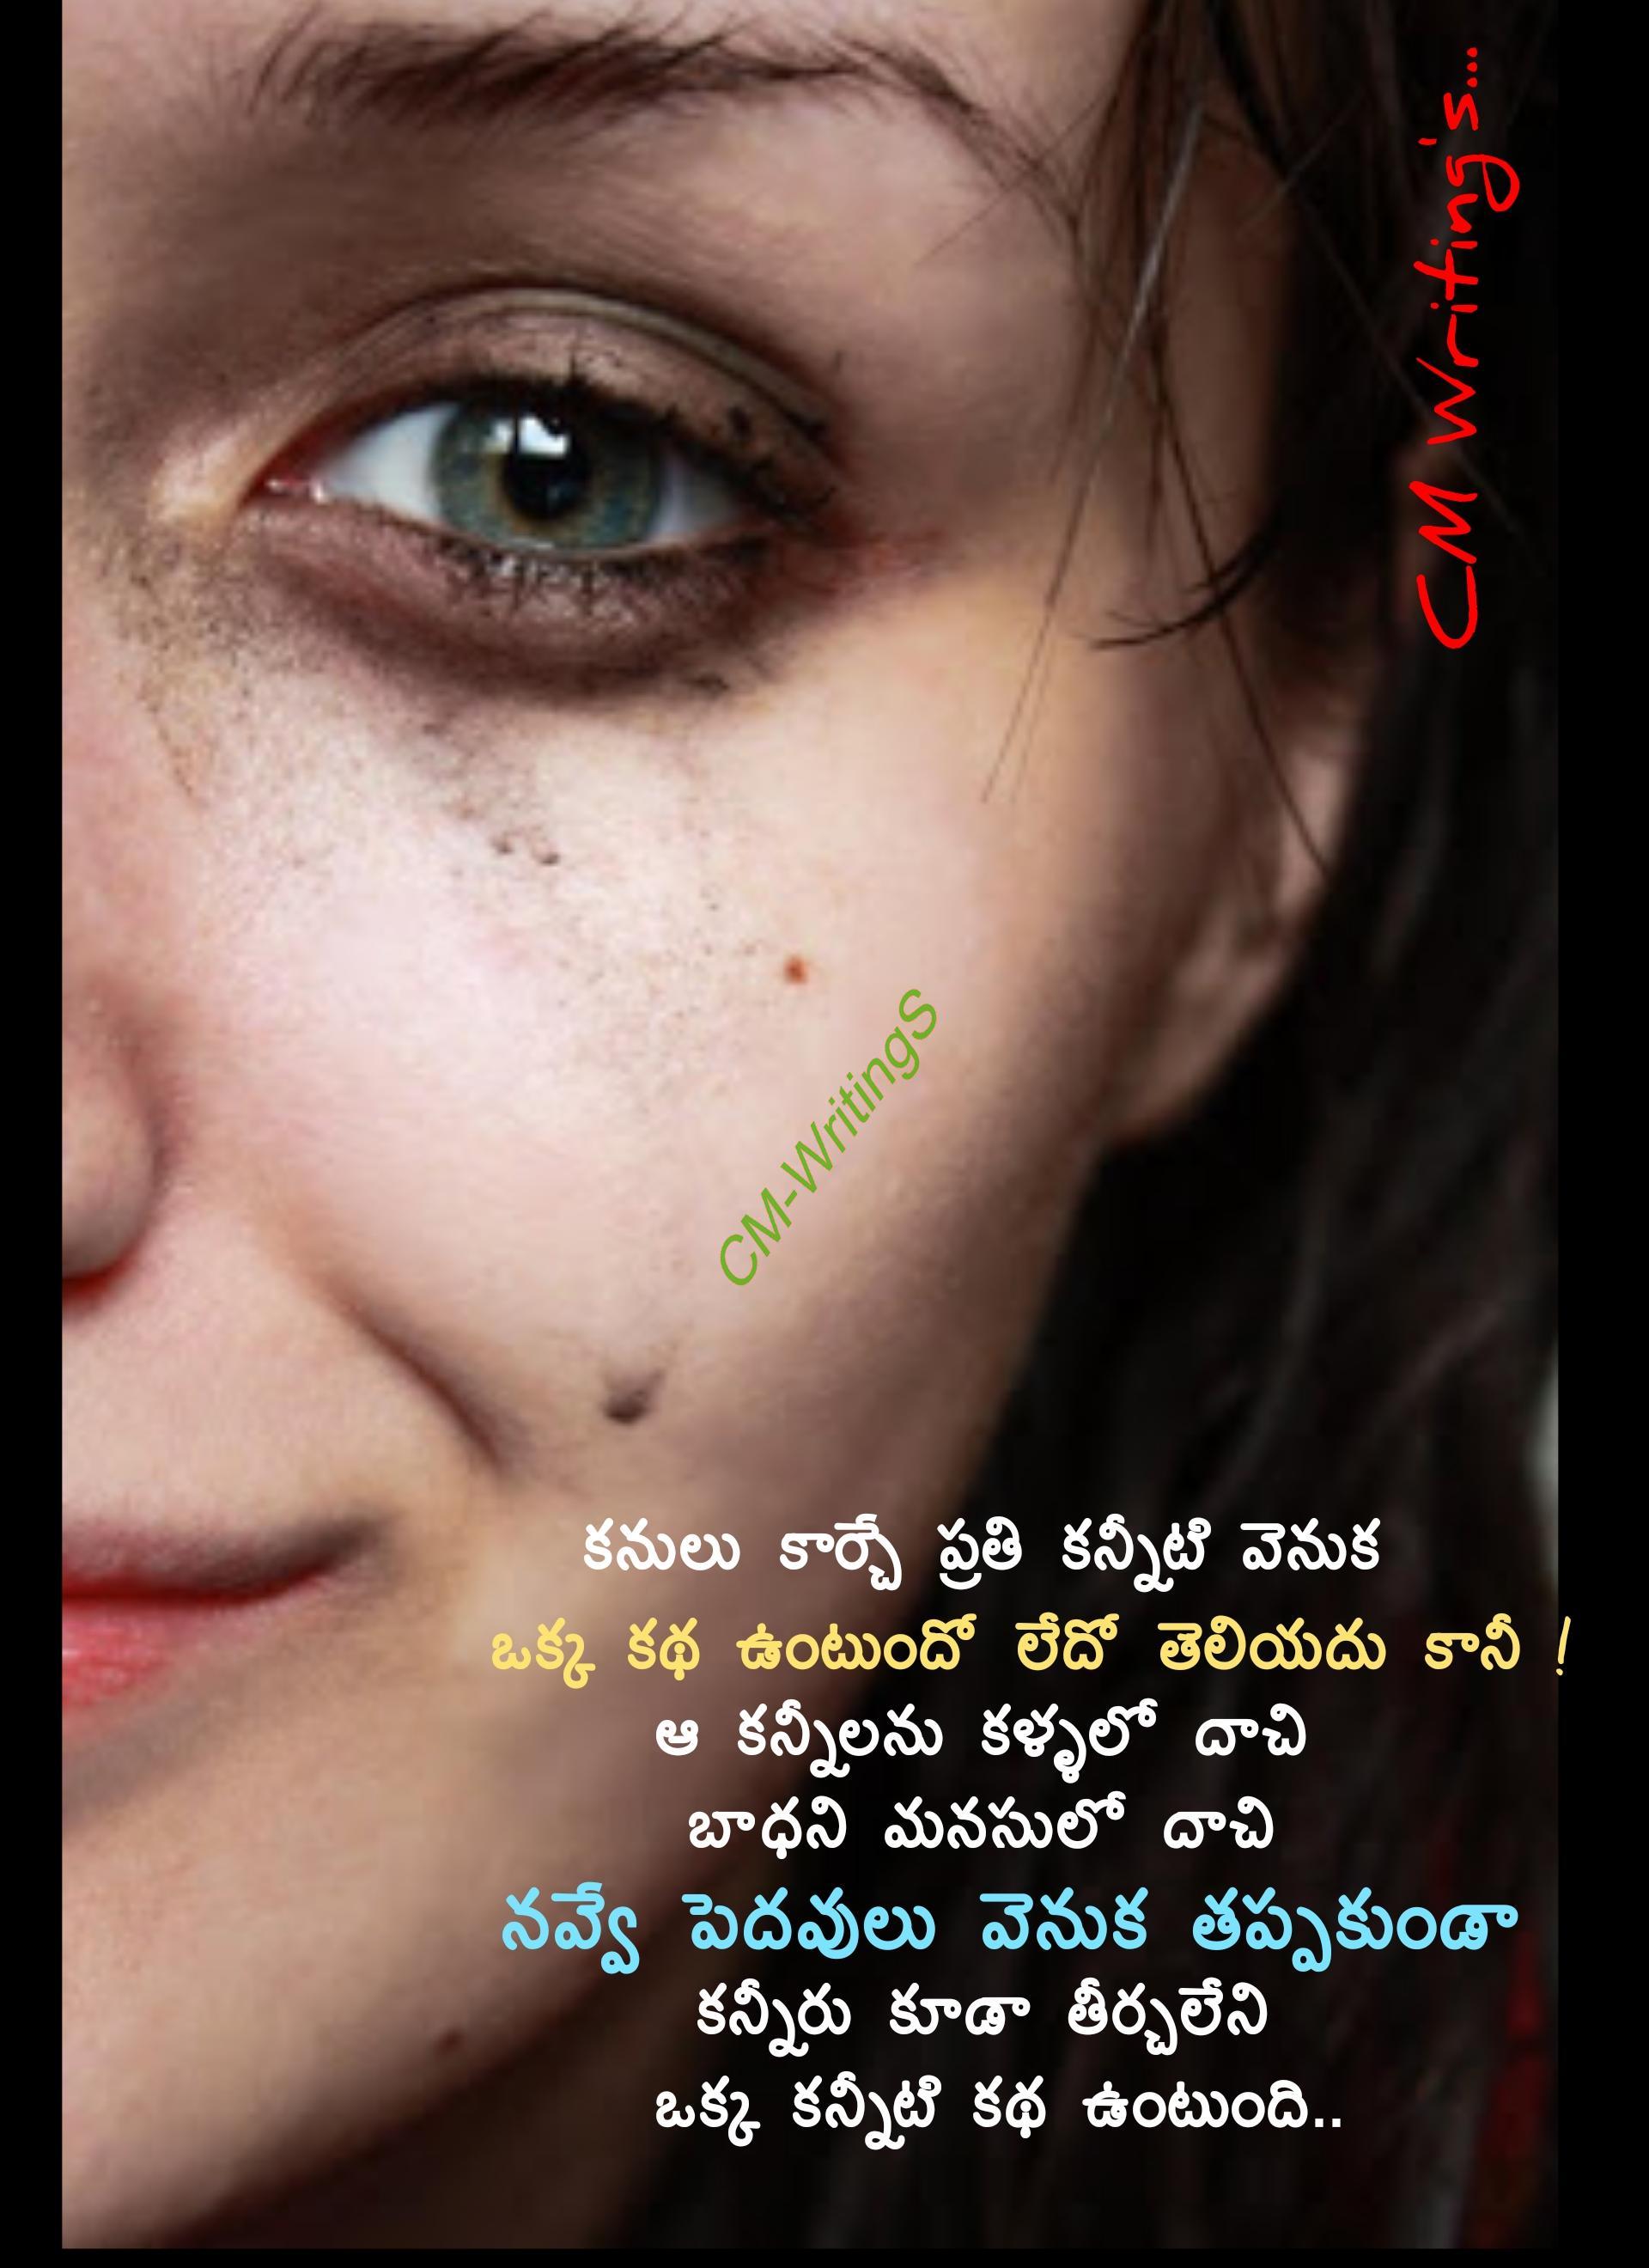 CM Writing's...
CM-WritingS
కనులు కార్చే ప్రతి కన్నీటి వెనుక
ఒక్క కథ ఉంటుందో లేదో తెలియదు కానీ !
ఆ కన్నీలను కళ్ళలో దాచి
బాధని మనసులో దాచి
నవ్వే పెదవులు వెనుక తప్పకుండా
కన్నీరు కూడా తీర్చలేని
ఒక్క కన్నీటి కథ ఉంటుంది..